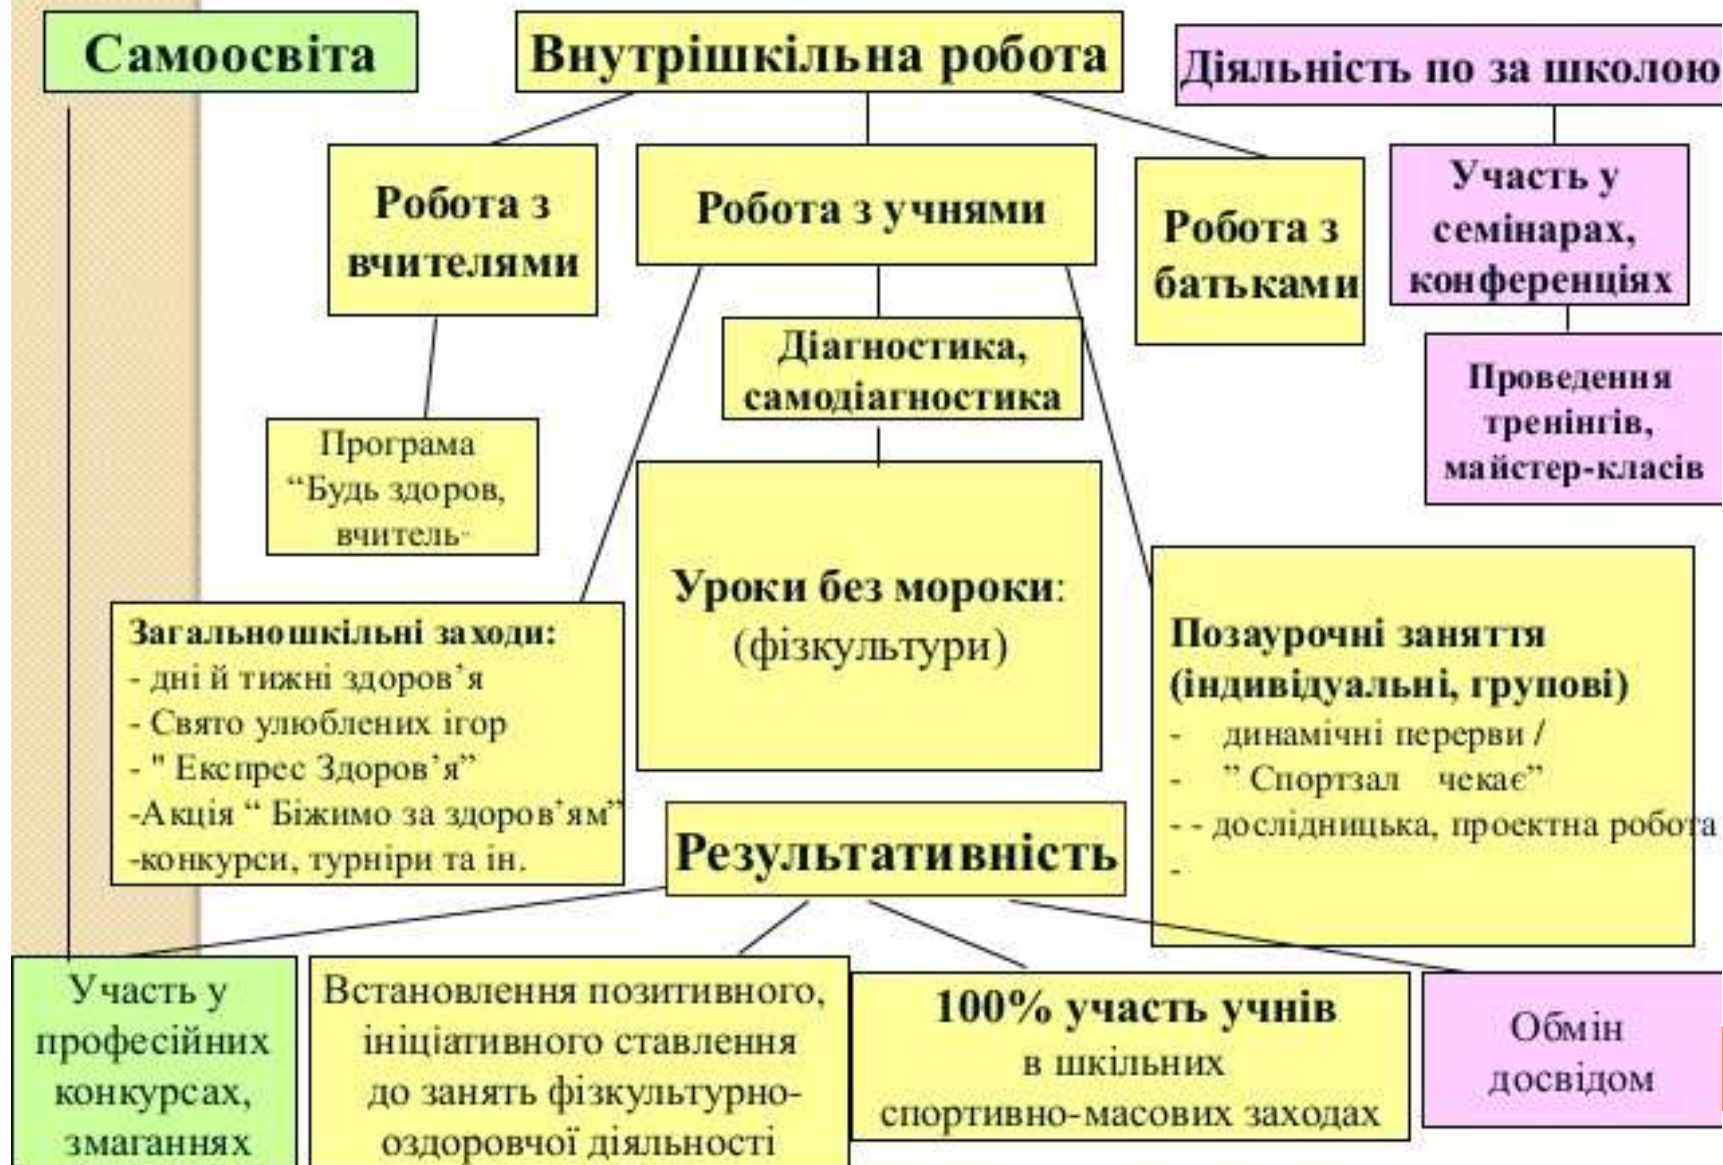 Самоосвіта
Внутрішкільна робота
Діяльність по за школою
Робота з
вчителями
Робота з учнями
Робота з
батьками
Участь у
семінарах,
конференціях
Діагностика,
самодіагностика
Проведення
тренінгів,
майстер-класів
Програма
“Будь здоров,
вчитель
Уроки без мороки:
(фізкультури)
Загальношкільні заходи:
- дні й тижні здоров’я
- Свято улюблених ігор
- " Експрес Здоров’я”
-Акція “ Біжимо за здоров’ям”
-конкурси, турніри та ін.
Позаурочні заняття
(індивідуальні, групові)
- динамічні перерви /
- ” Спортзал чекає”
- - дослідницька, проектна робота
-
Результативність
Участь у
професійних
конкурсах,
змаганнях
Встановлення позитивного,
ініціативного ставлення
до занять фізкультурно-
оздоровчої діяльності
100% участь учнів
в шкільних
спортивно-масових заходах
Обмін
досвідом